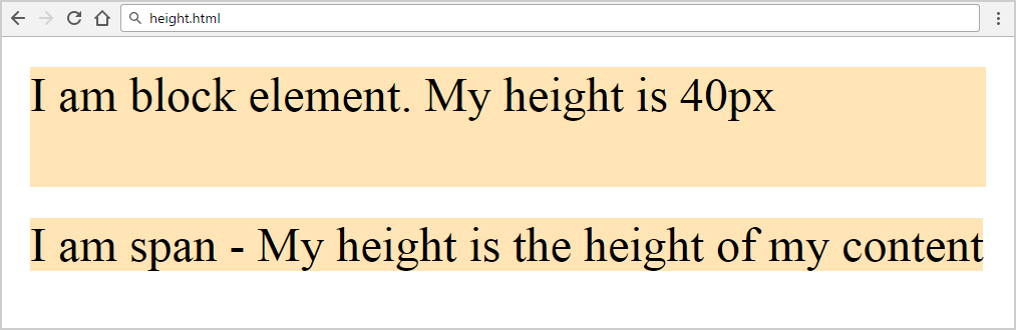 height.html
I am block element. My height is 40px
I am span - My height is the height of my content